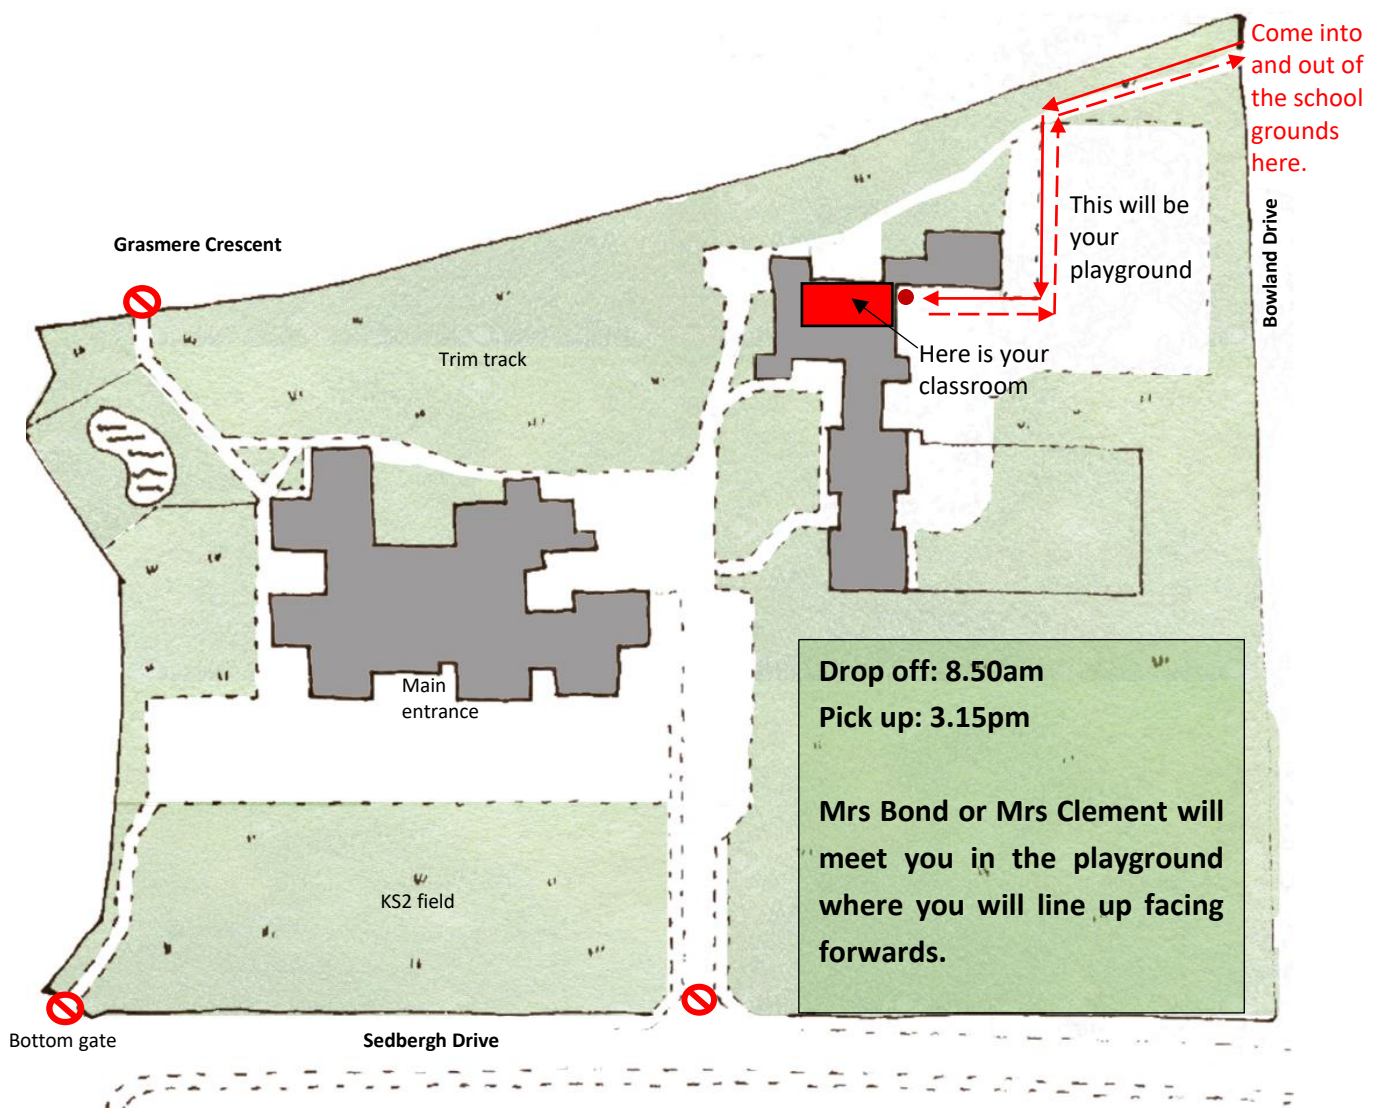 Come into
and out of
the school
grounds
here.
This will be
your
playground
Bowland Drive
Grasmere Crescent
Trim track
Here is your
classroom
Main
entrance
Drop off: 8.50am
Pick up: 3.15pm
Mrs Bond or Mrs Clement will
meet you in the playground
where you will line up facing
forwards.
KS2 field
Bottom gate
Sedbergh Drive